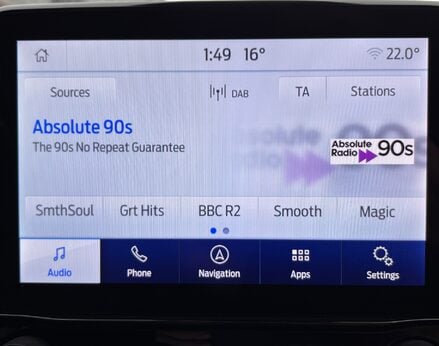 1:49 16° 22.0°
Sources DAB TA Stations
Absolute 90s
The 90s No Repeat Guarantee
Absolute Radio 90s
SmthSoul Grt Hits BBC R2 Smooth Magic
Audio Phone Navigation Apps Settings